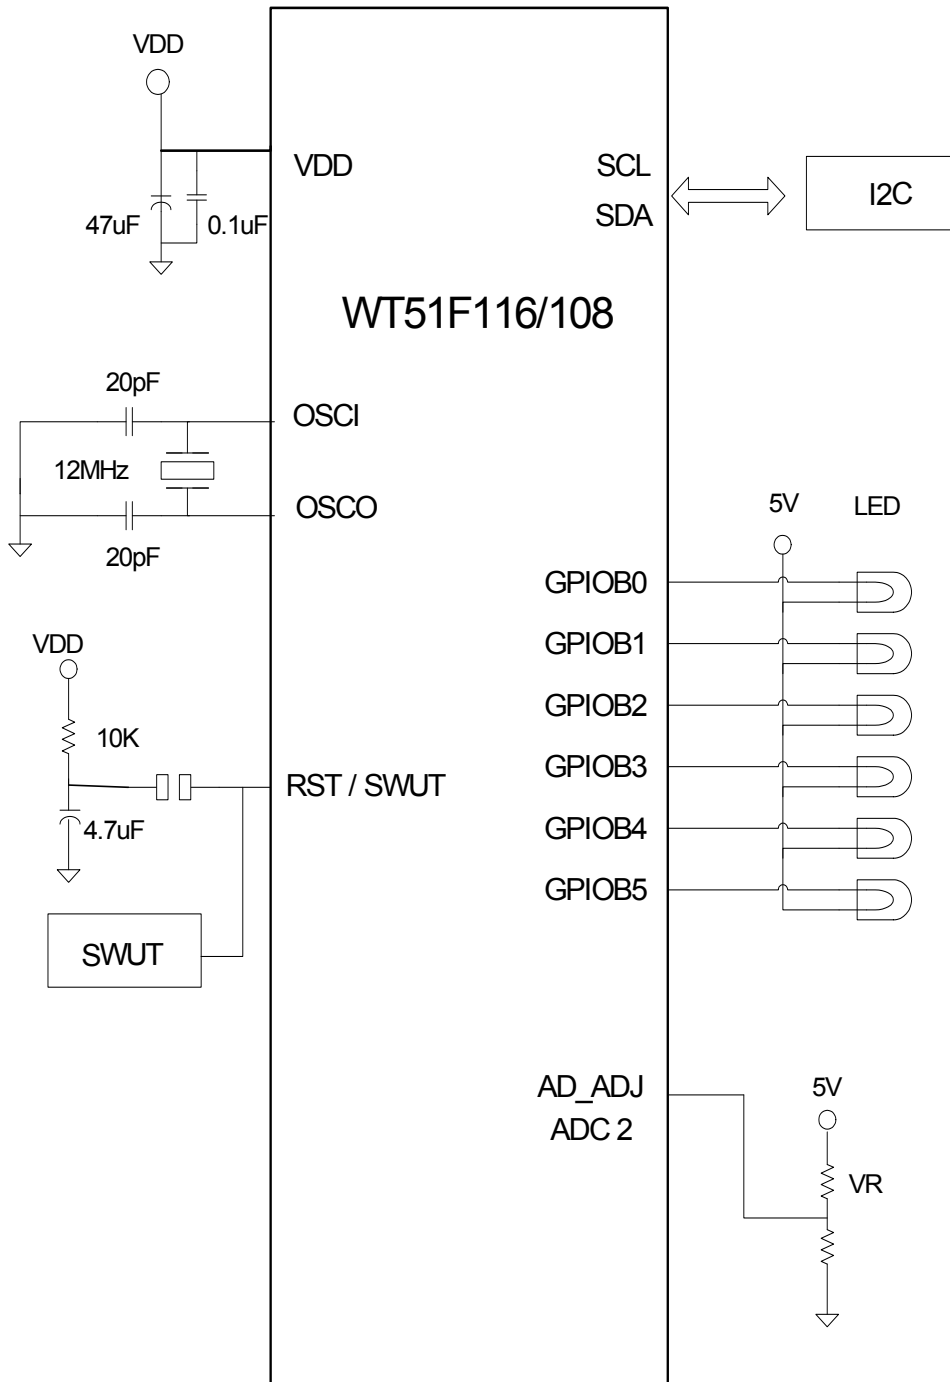 VDD
VDD
SCL
SDA
I2C
47uF
0.1uF
WT51F116/108
20pF
OSCI
12MHz
OSCO
20pF
5V
LED
GPIOB0
GPIOB1
GPIOB2
GPIOB3
GPIOB4
GPIOB5
VDD
10K
RST / SWUT
4.7uF
SWUT
AD_ADJ
ADC 2
5V
VR